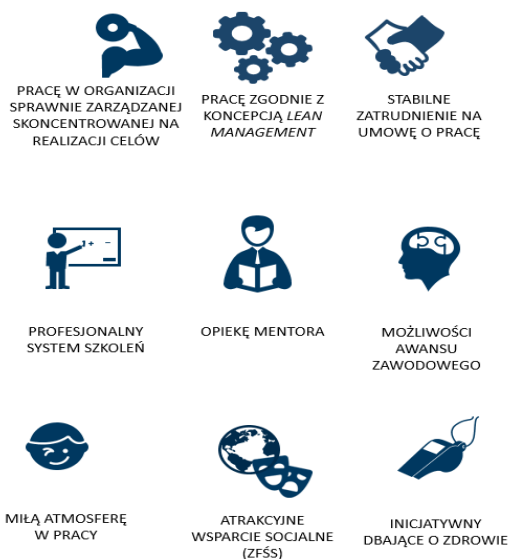 PRACĘ W ORGANIZACJI
SPRAWNIE ZARZĄDZANEJ
SKONCENTROWANEJ NA
REALIZACJI CELÓW
PRACĘ ZGODNIE Z
KONCEPCJĄ LEAN
MANAGEMENT
STABILNE
ZATRUDNIENIE NA
UMOWĘ O PRACĘ
1+ −
PROFESJONALNY
SYSTEM SZKOLEŃ
OPIEKĘ MENTORA
MOŻLIWOŚCI
AWANSU
ZAWODOWEGO
MIŁĄ ATMOSFERĘ
W PRACY
ATRAKCYJNE
WSPARCIE SOCJALNE
(ZFŚS)
INICJATYWNY
DBAJĄCE O ZDROWIE